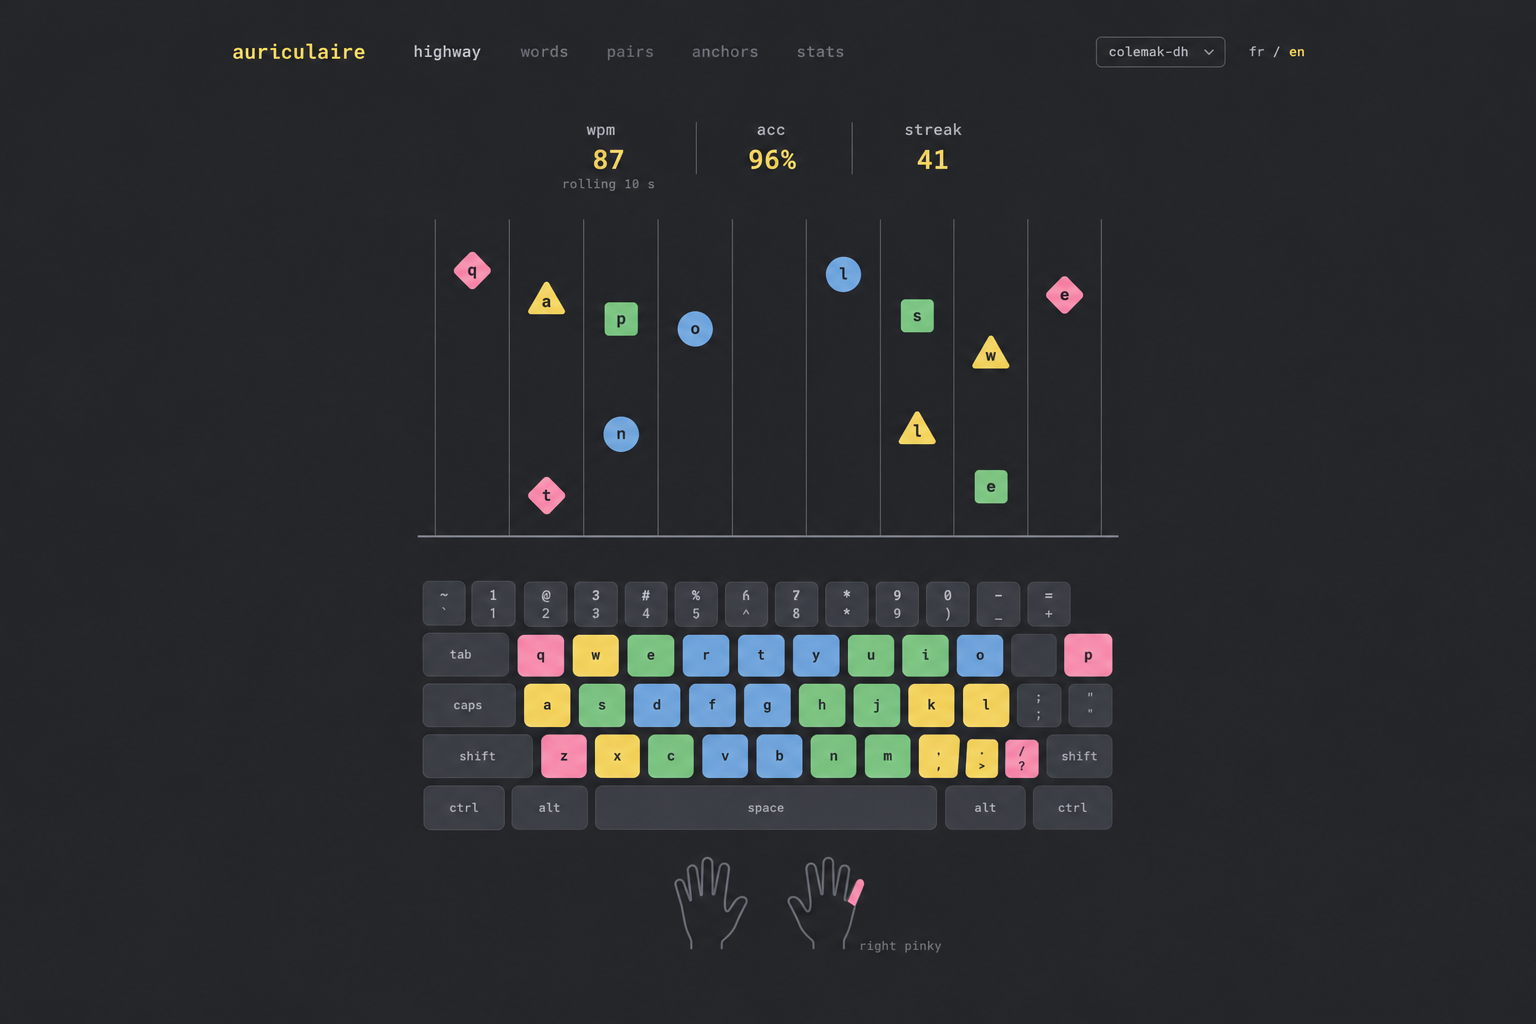 auriculaire highway words pairs anchors stats colemak-dh fr / en
wpm acc streak
87 96% 41
rolling 10 s
q l
a e
p s
o w
n l
t e
~ 1 @ 3 # % 6 7 * 9 0 - =
` 1 2 3 4 5 ^ 8 * 9 ) _ +
tab q w e r t y u i o p
caps a s d f g h j k l ; "
; "
shift z x c v b n m . . / shift
, > ?
ctrl alt space alt ctrl
right pinky